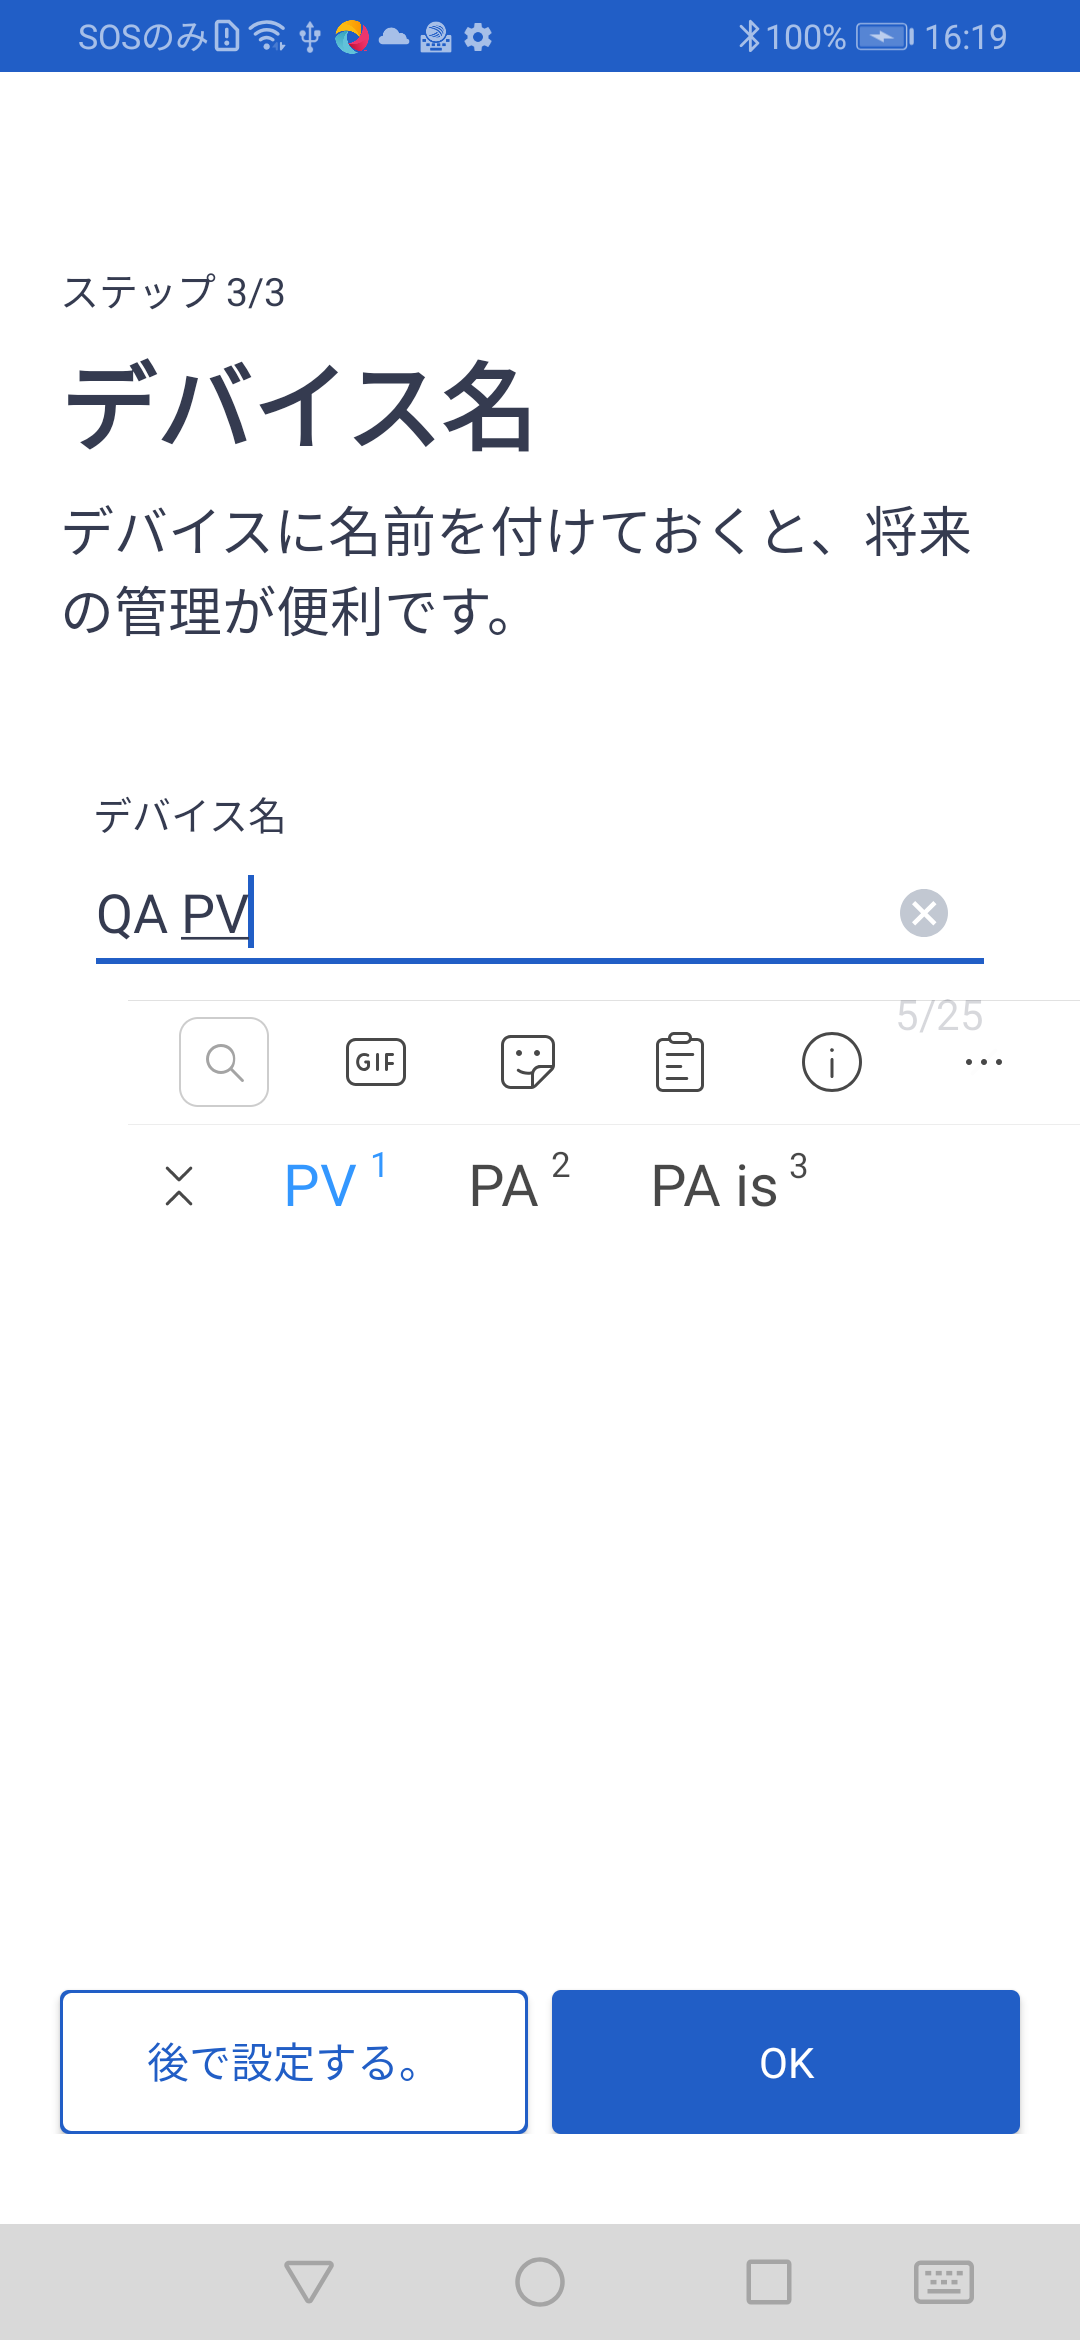 SOSのみ 100% 16:19
ステップ 3/3
デバイス名
デバイスに名前を付けておくと、将来
の管理が便利です。
デバイス名
QA PV
5/25
GIF
PV 1 PA 2 PA is 3
後で設定する。 OK